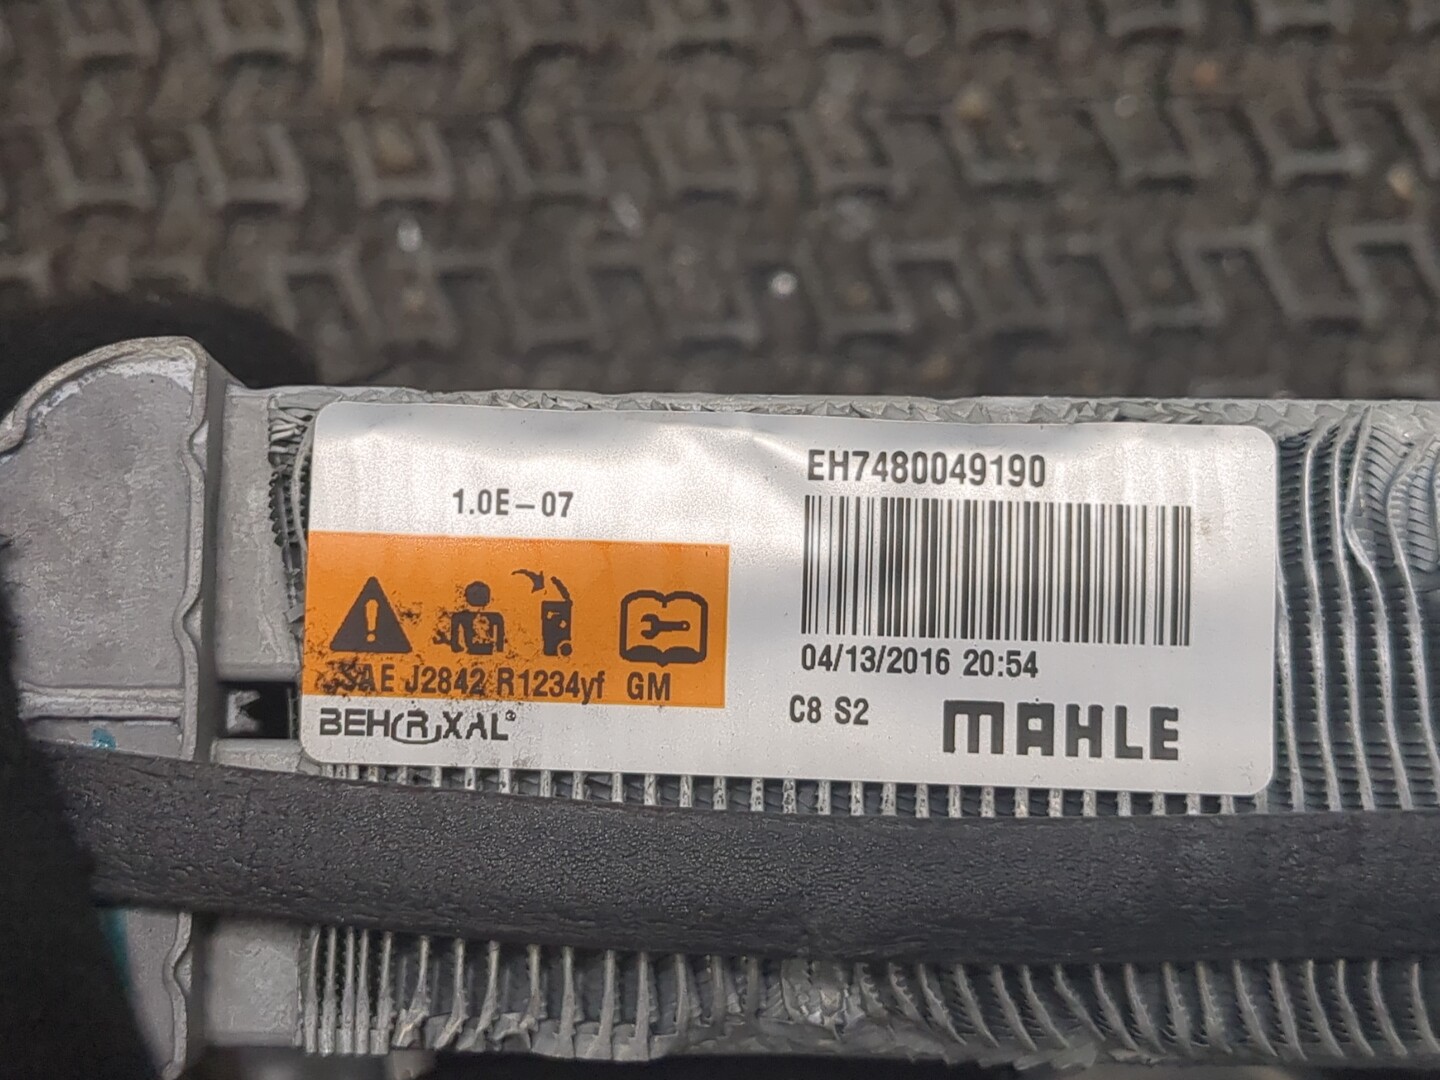 1.0E-07
SAE J2842 R1234yf GM
BEHR XAL®
EH7480049190
04/13/2016 20:54
C8 S2
MAHLE